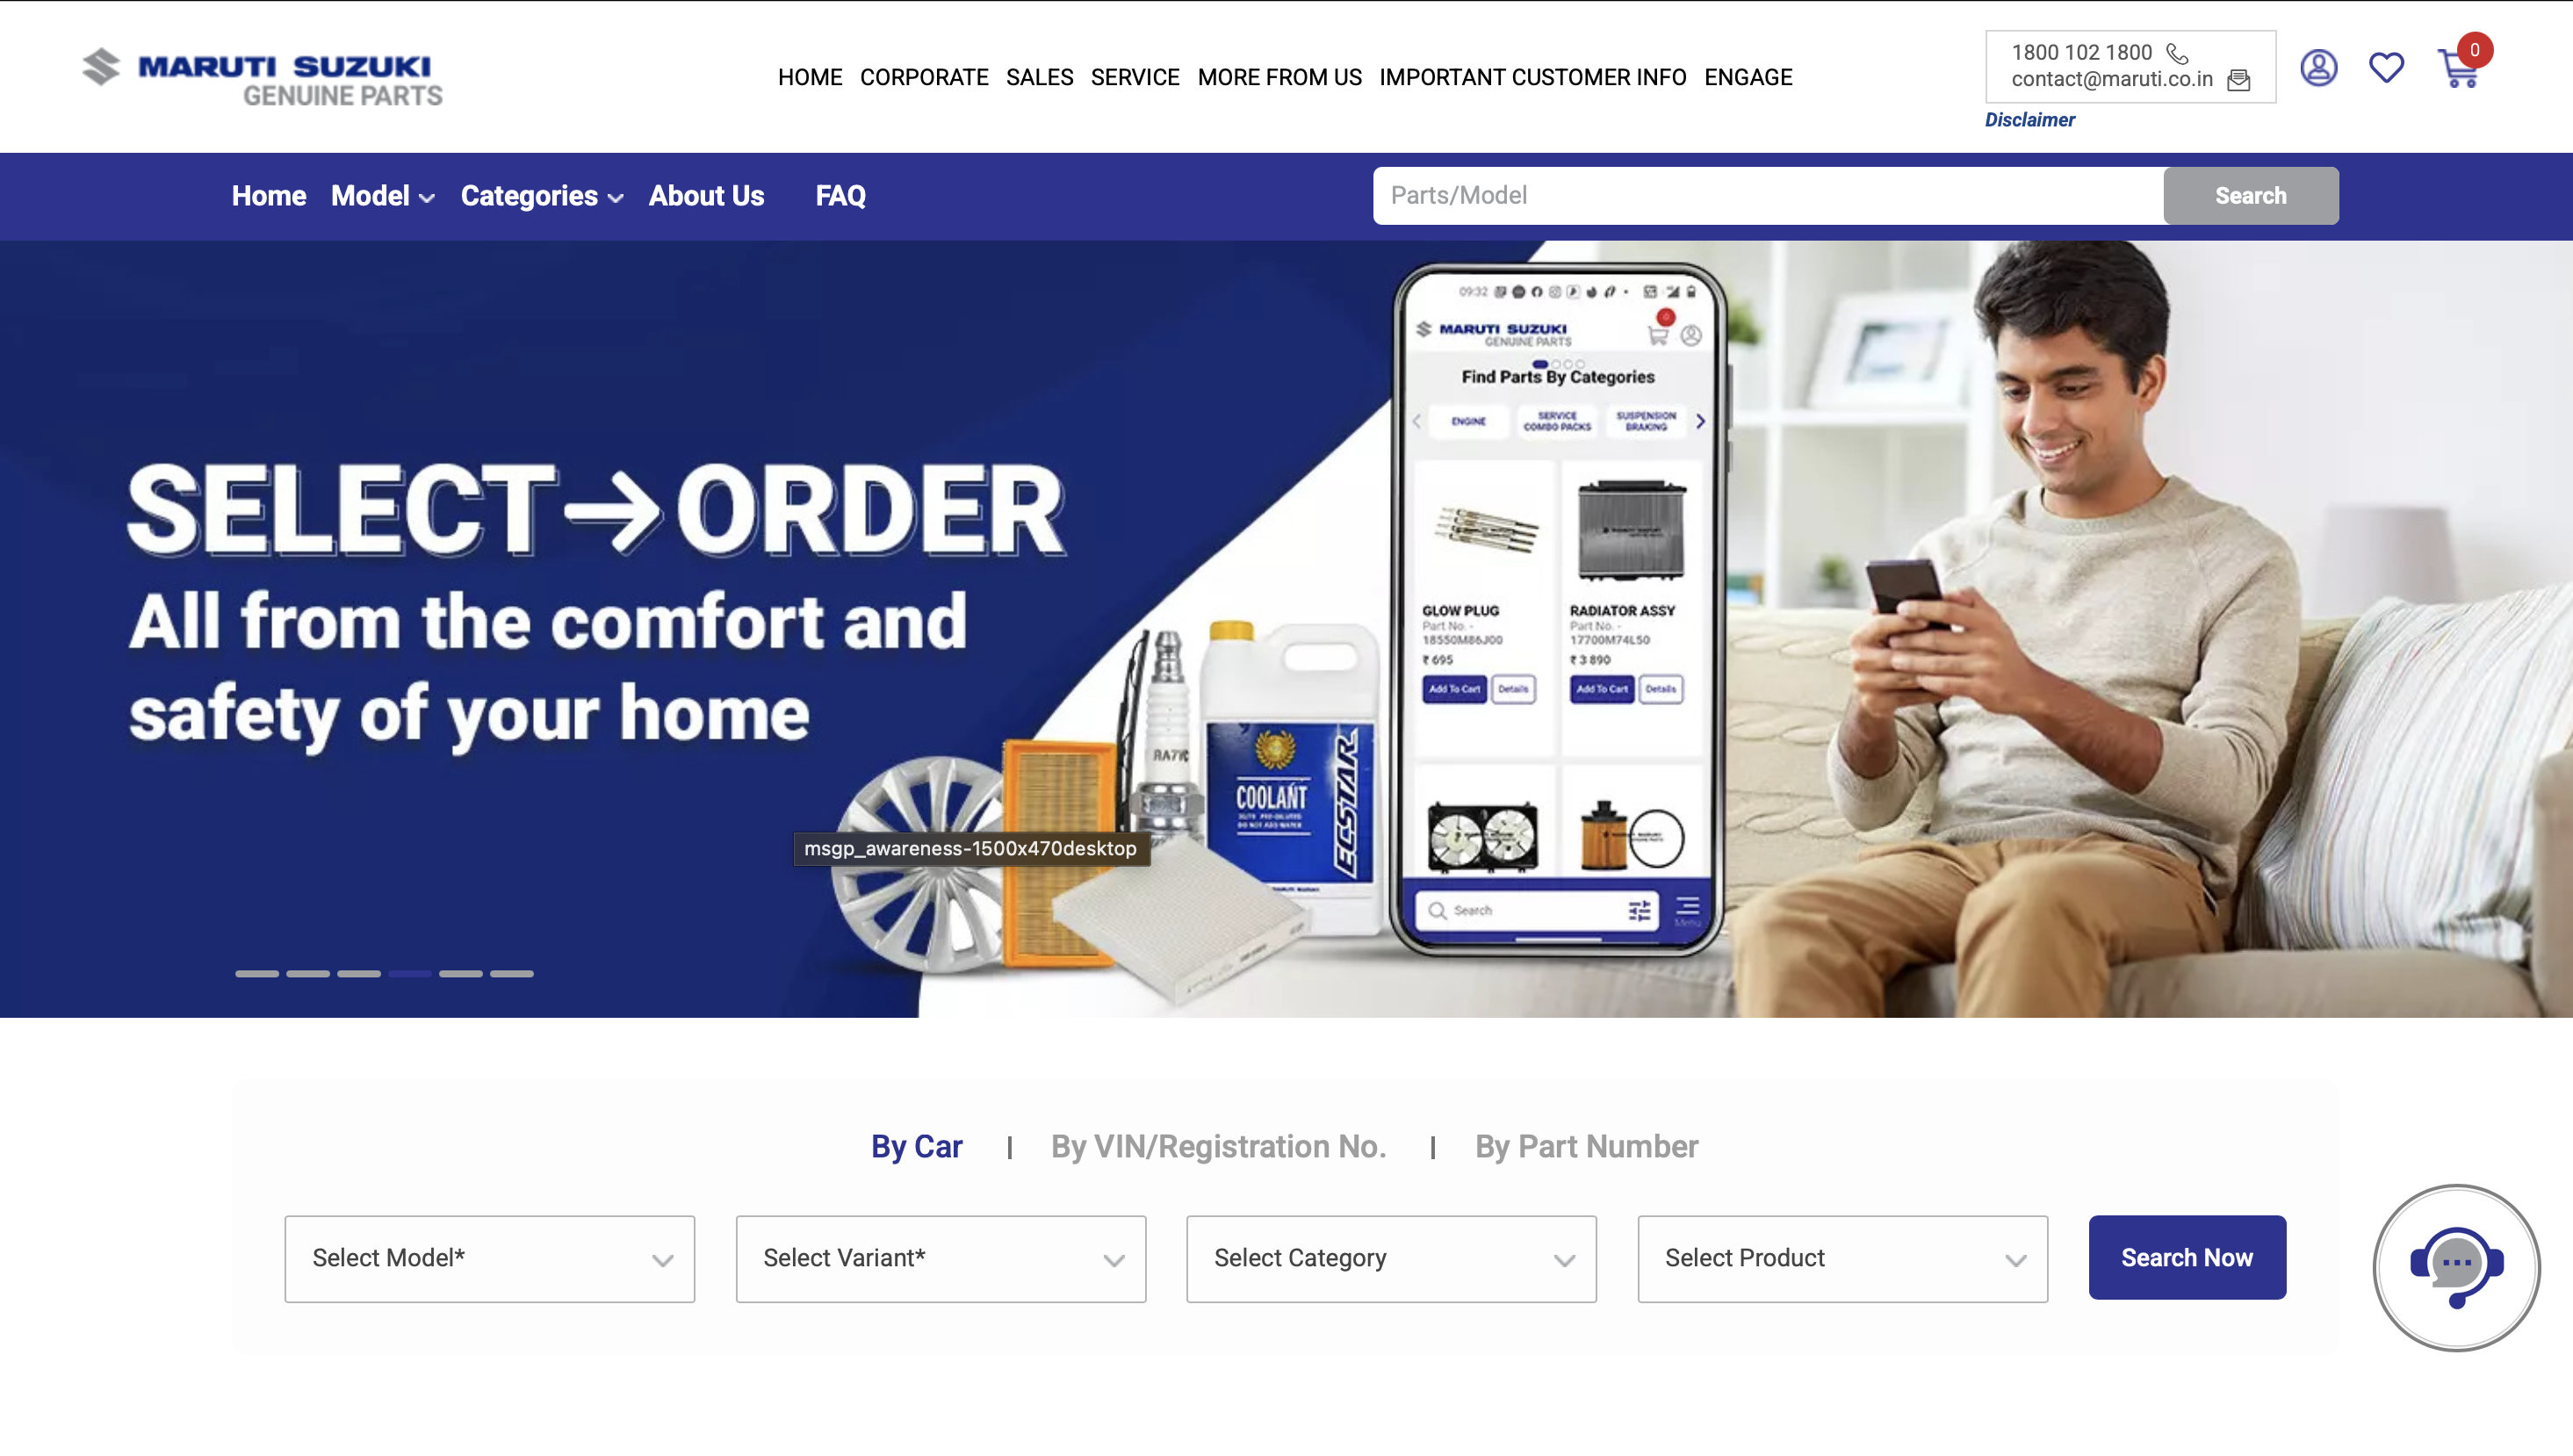 MARUTI SUZUKI
GENUINE PARTS
HOME CORPORATE SALES SERVICE MORE FROM US IMPORTANT CUSTOMER INFO ENGAGE
1800 102 1800
contact@maruti.co.in
Disclaimer
0
Home Model Categories About Us FAQ
Parts/Model
Search
SELECT→ORDER
All from the comfort and
safety of your home
RA7YC
COOLANT
ECSTAR
msgp_awareness-1500x470desktop
09:32
MARUTI SUZUKI
GENUINE PARTS
Find Parts By Categories
ENGINE
SERVICE
COMBO PACKS
SUSPENSION
BRAKING
GLOW PLUG
Part No. -
18550M86J00
₹ 695
Add To Cart Details
RADIATOR ASSY
Part No. -
17700M74L50
₹ 3 890
Add To Cart Details
Search
Menu
By Car | By VIN/Registration No. | By Part Number
Select Model*
Select Variant*
Select Category
Select Product
Search Now